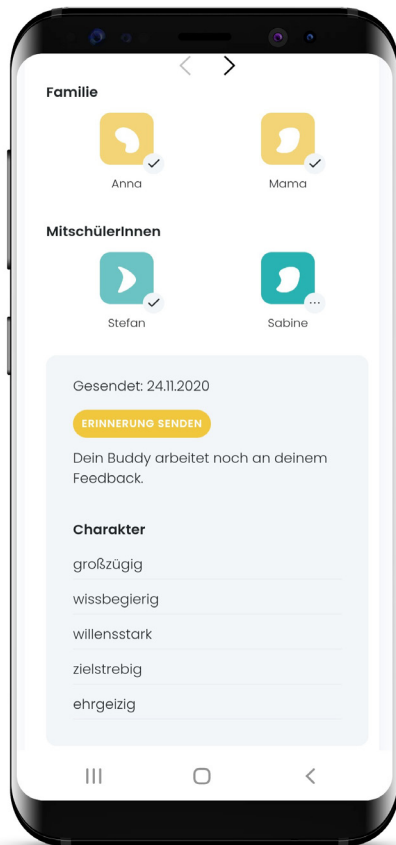 Familie
Anna
Mama
MitschülerInnen
Stefan
Sabine
Gesendet: 24.11.2020
ERINNERUNG SENDEN
Dein Buddy arbeitet noch an deinem
Feedback.
Charakter
großzügig
wissbegierig
willensstark
zielstrebig
ehrgeizig